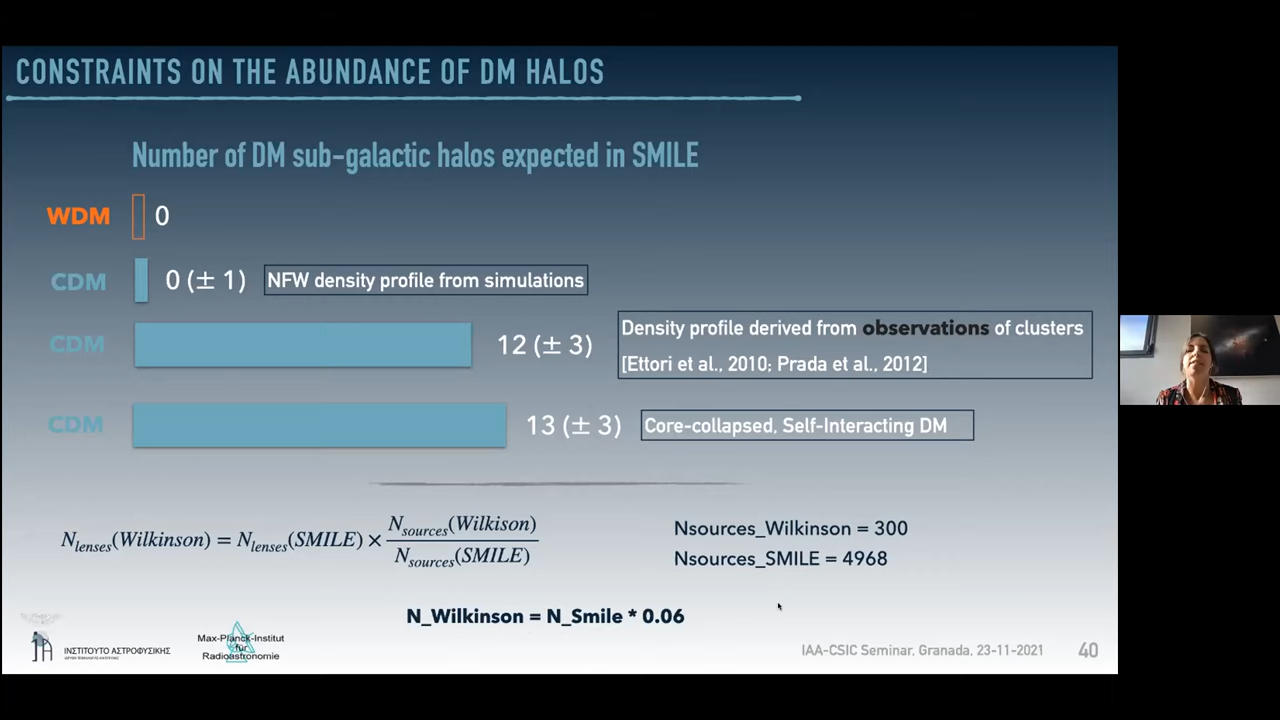 CONSTRAINTS ON THE ABUNDANCE OF DM HALOS
Number of DM sub-galactic halos expected in SMILE
WDM 0
CDM 0 (± 1) NFW density profile from simulations
CDM 12 (± 3) Density profile derived from observations of clusters
[Ettori et al., 2010; Prada et al., 2012]
CDM 13 (± 3) Core-collapsed, Self-Interacting DM
N_lenses(Wilkinson) = N_lenses(SMILE) × N_sources(Wilkison) / N_sources(SMILE)
Nsources_Wilkinson = 300
Nsources_SMILE = 4968
N_Wilkinson = N_Smile * 0.06
ΙΝΣΤΙΤΟΥΤΟ ΑΣΤΡΟΦΥΣΙΚΗΣ
Max-Planck-Institut
für
Radioastronomie
IAA-CSIC Seminar, Granada, 23-11-2021 40